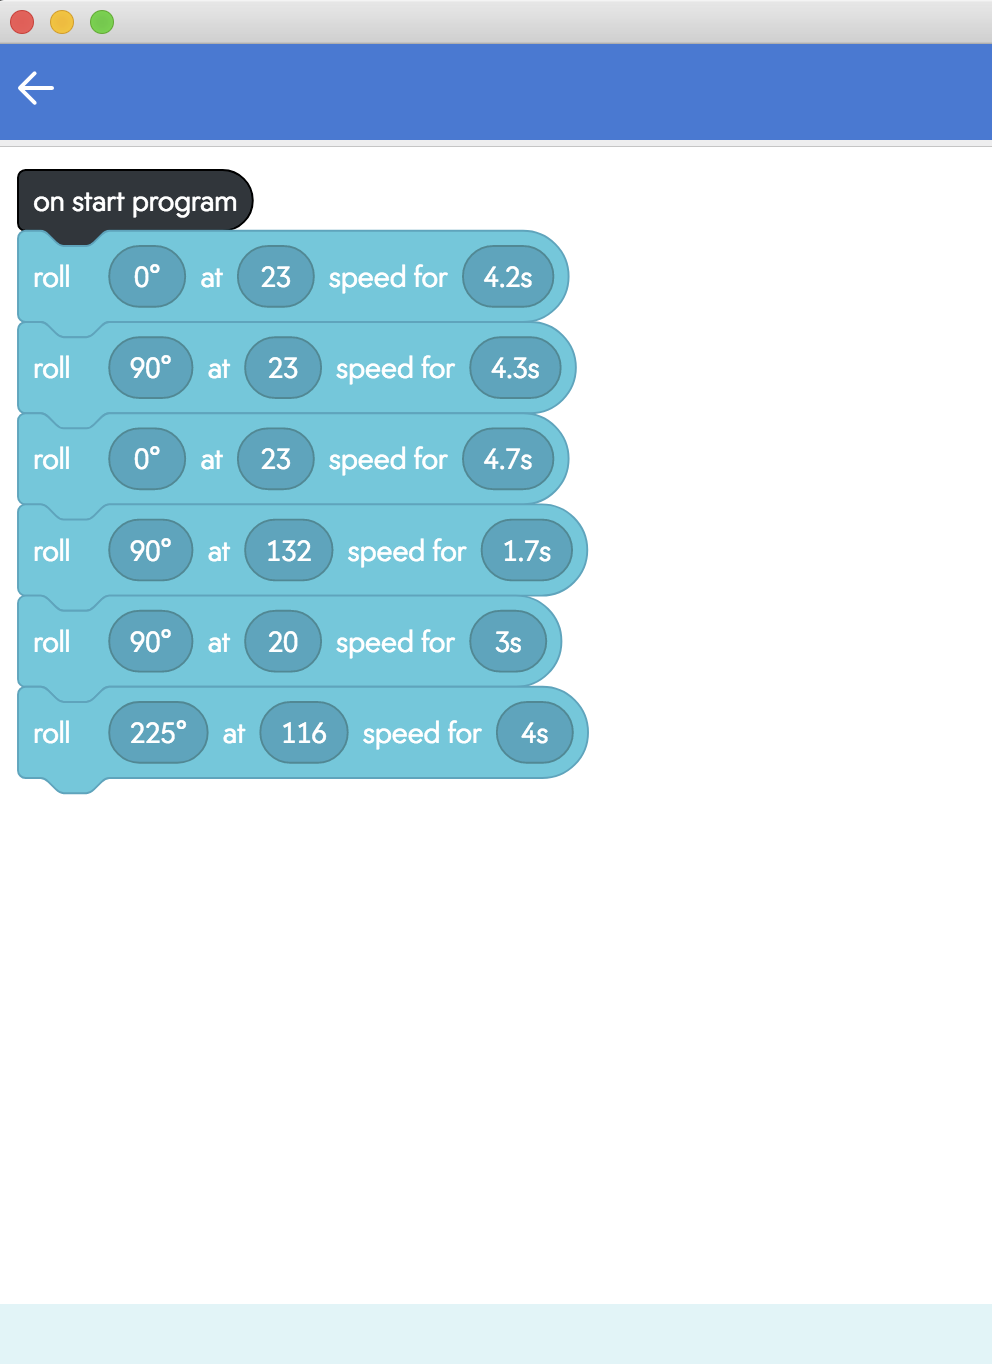 on start program
roll 0° at 23 speed for 4.2s
roll 90° at 23 speed for 4.3s
roll 0° at 23 speed for 4.7s
roll 90° at 132 speed for 1.7s
roll 90° at 20 speed for 3s
roll 225° at 116 speed for 4s